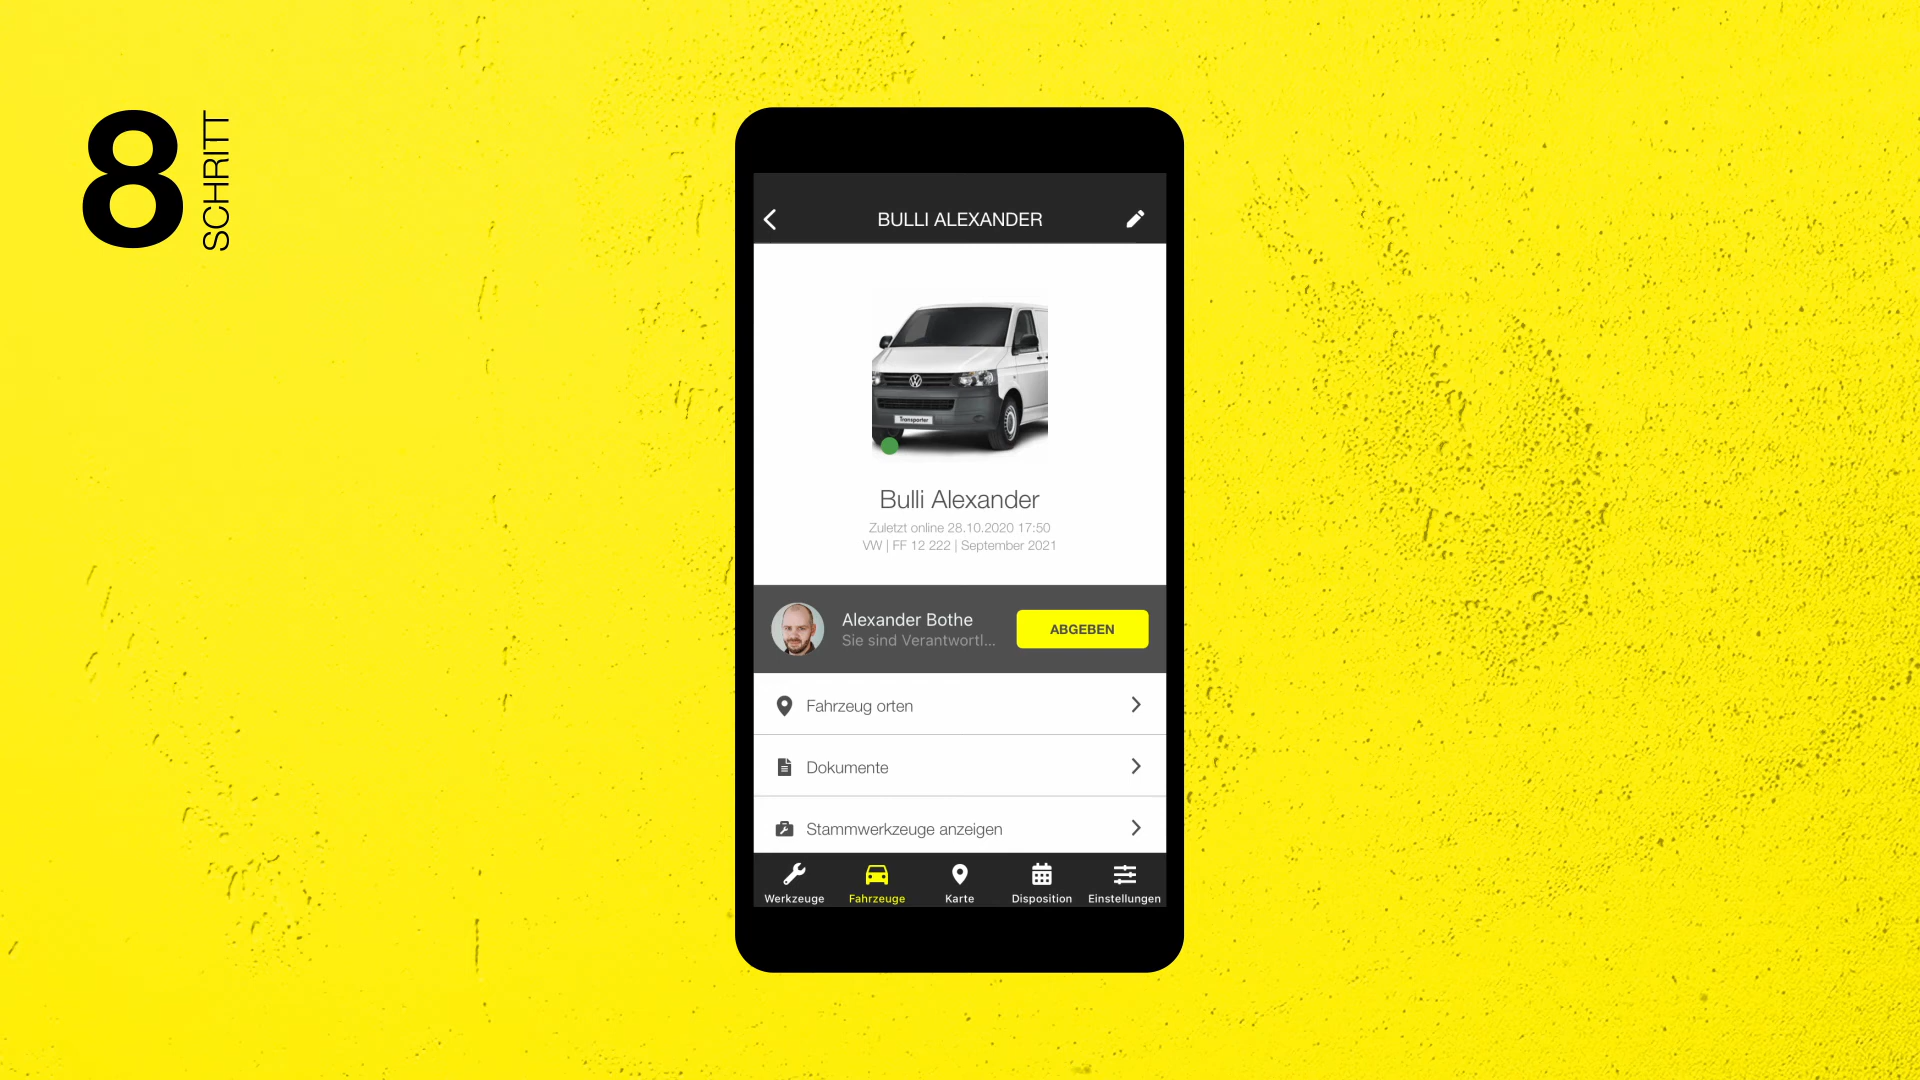 8
SCHRITT
BULLI ALEXANDER
Transporter
Bulli Alexander
Zuletzt online 28.10.2020 17:50
VW | FF 12 222 | September 2021
Alexander Bothe
Sie sind Verantwortl...
ABGEBEN
Fahrzeug orten
Dokumente
Stammwerkzeuge anzeigen
Werkzeuge
Fahrzeuge
Karte
Disposition
Einstellungen